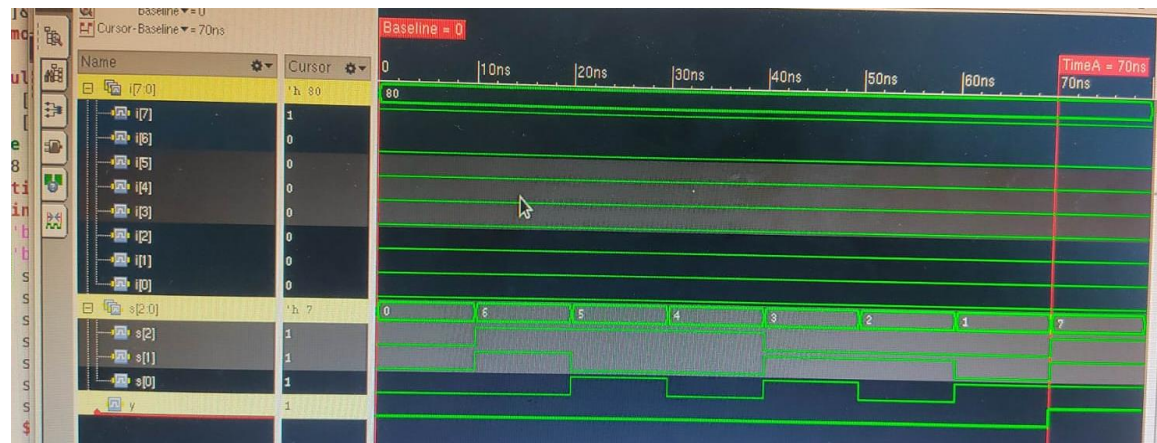 Baseline▼= 0
Cursor-Baseline▼= 70ns
Baseline = 0
TimeA = 70ns
Name
Cursor
0
10ns
20ns
30ns
40ns
50ns
60ns
70ns
i[7:0]
'h 80
80
i[7]
1
i[6]
0
i[5]
0
i[4]
0
i[3]
0
i[2]
0
i[1]
0
i[0]
0
s[2:0]
'h 7
0
6
5
4
3
2
1
7
s[2]
1
s[1]
1
s[0]
1
y
1